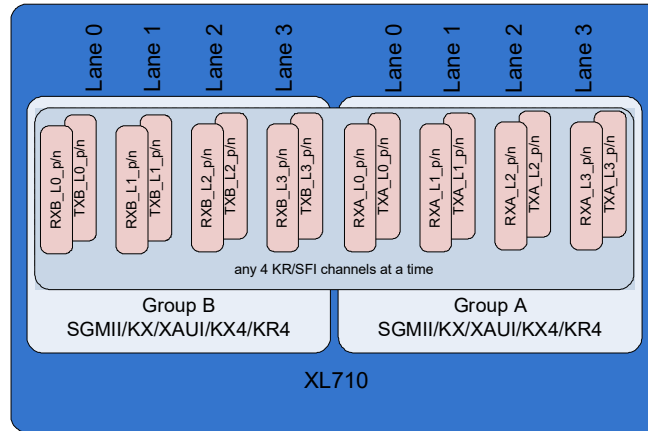 Lane 0
Lane 1
Lane 2
Lane 3
Lane 0
Lane 1
Lane 2
Lane 3
RXB_L0_p/n
TXB_L0_p/n
RXB_L1_p/n
TXB_L1_p/n
RXB_L2_p/n
TXB_L2_p/n
RXB_L3_p/n
TXB_L3_p/n
RXA_L0_p/n
TXA_L0_p/n
RXA_L1_p/n
TXA_L1_p/n
RXA_L2_p/n
TXA_L2_p/n
RXA_L3_p/n
TXA_L3_p/n
any 4 KR/SFI channels at a time
Group B
SGMII/KX/XAUI/KX4/KR4
Group A
SGMII/KX/XAUI/KX4/KR4
XL710